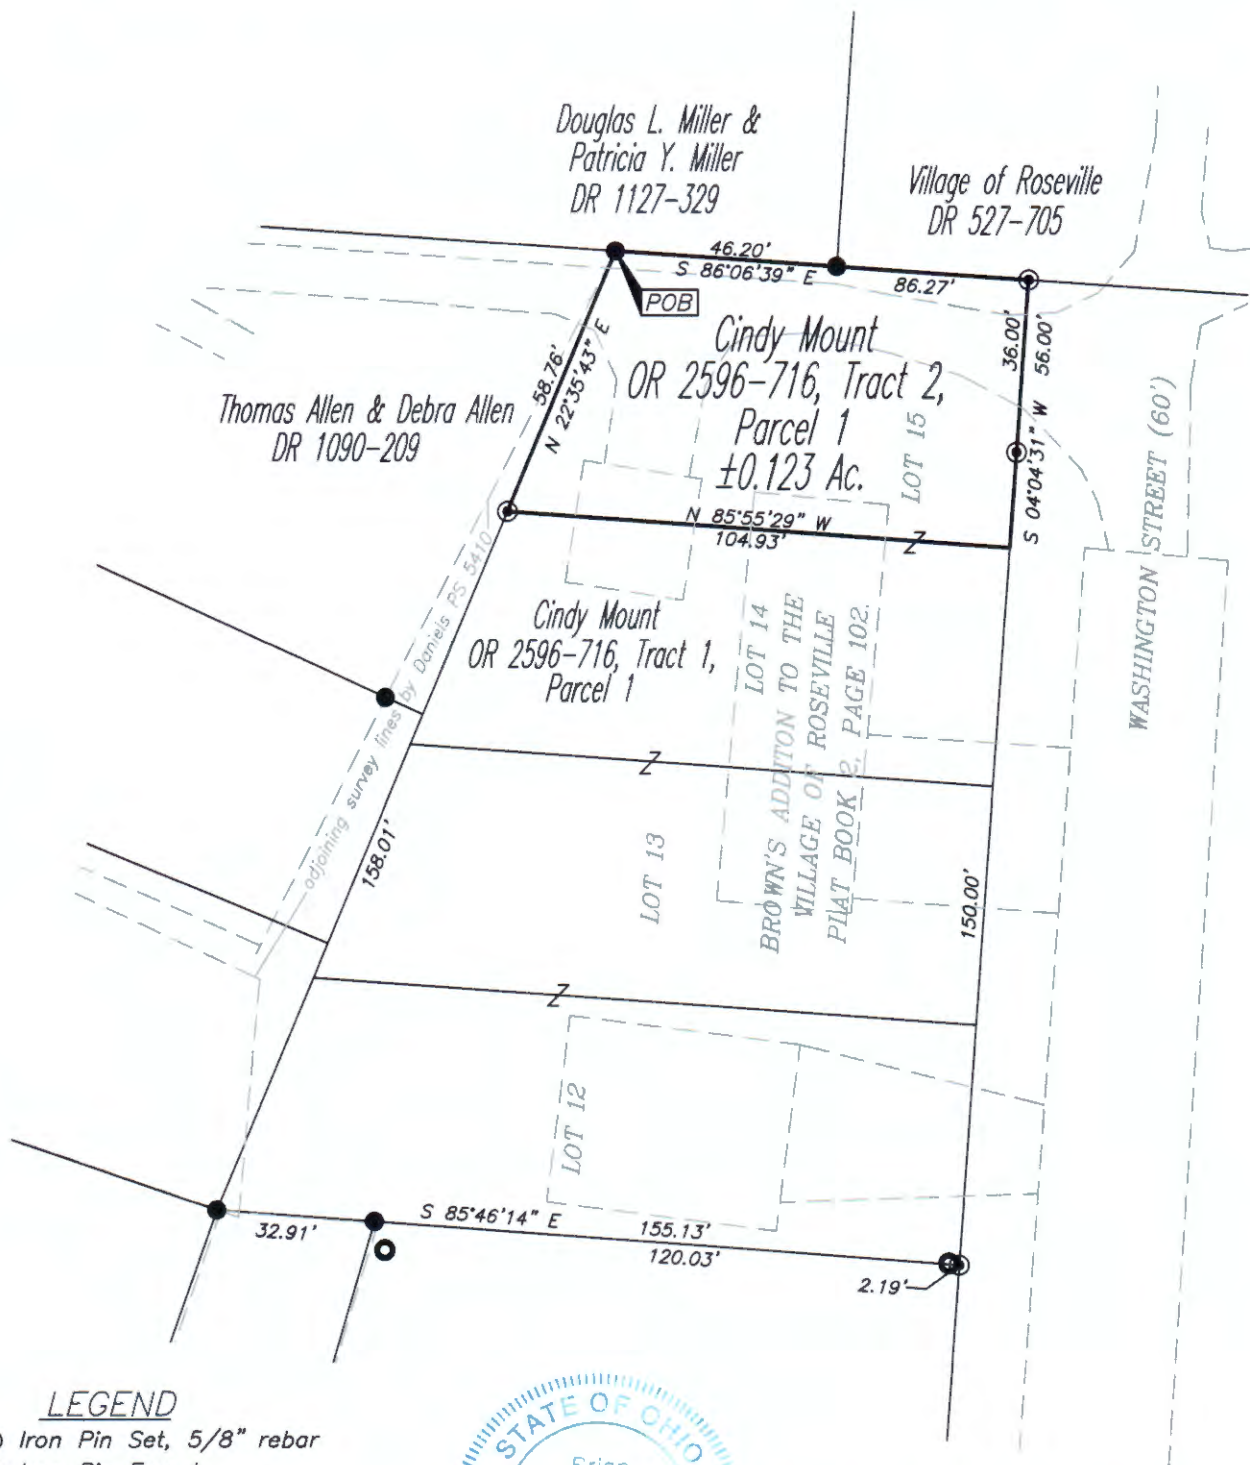 Douglas L. Miller &
Patricia Y. Miller
DR 1127-329
Village of Roseville
DR 527-705
46.20'
S 86°06'39" E
86.27'
POB
58.76'
N 22°35'43" E
36.00'
56.00'
S 04°04'31" W
Cindy Mount
OR 2596-716, Tract 2,
Parcel 1
±0.123 Ac.
LOT 15
WASHINGTON STREET (60')
Thomas Allen & Debra Allen
DR 1090-209
N 85°55'29" W
104.93'
Z
Cindy Mount
OR 2596-716, Tract 1,
Parcel 1
LOT 14
BROWN'S ADDITON TO THE
VILLAGE OF ROSEVILLE
PLAT BOOK 2, PAGE 102.
adjoining survey lines by Daniels PS 5410
Z
158.01'
LOT 13
150.00'
Z
LOT 12
32.91'
S 85°46'14" E
155.13'
120.03'
2.19'
LEGEND
Iron Pin Set, 5/8" rebar
STATE OF OHIO